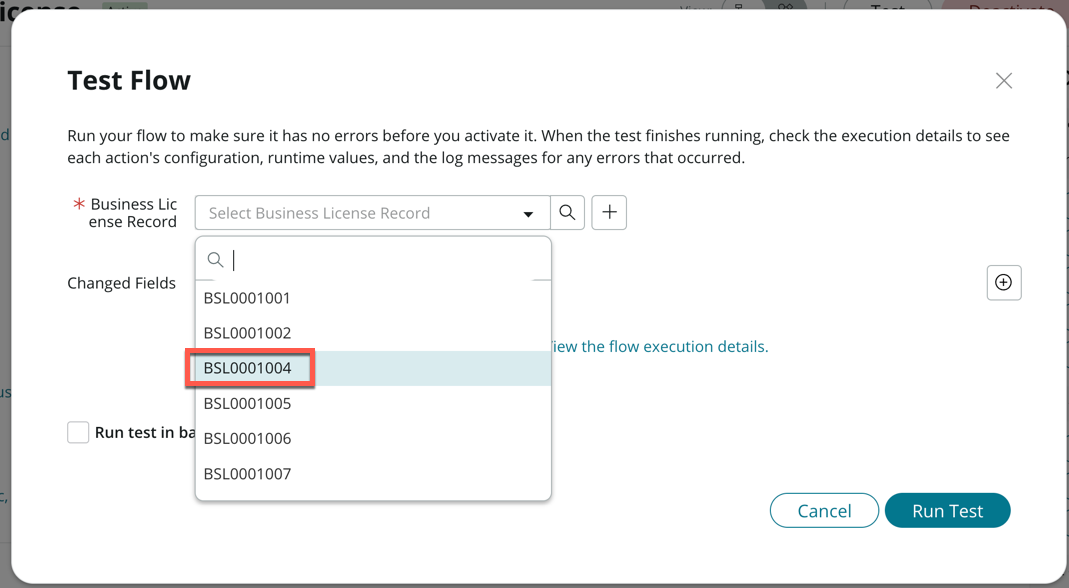 Test Flow
Run your flow to make sure it has no errors before you activate it. When the test finishes running, check the execution details to see
each action's configuration, runtime values, and the log messages for any errors that occurred.
* Business Lic
ense Record
Select Business License Record
BSL0001001
Changed Fields
BSL0001002
iew the flow execution details.
BSL0001004
BSL0001005
Run test in ba
BSL0001006
BSL0001007
Cancel
Run Test